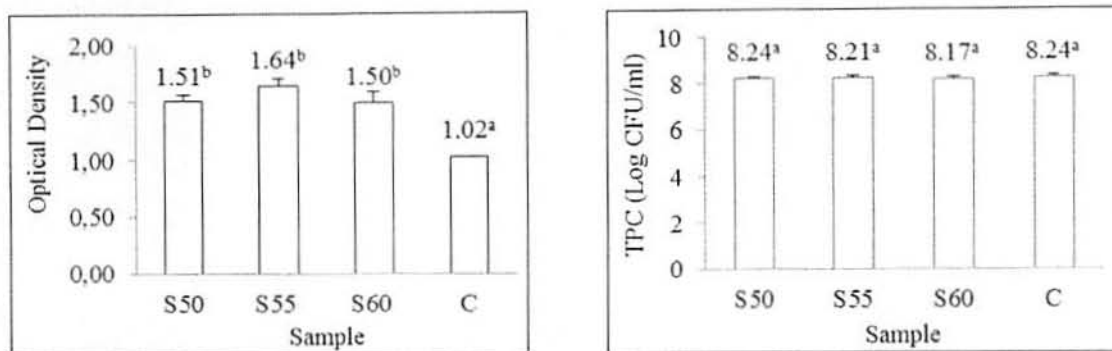 2,00
1.51ᵇ
1.64ᵇ
1.50ᵇ
1.02ᵃ
1,50
1,00
0,50
0,00
Optical Density
S50 S55 S60 C
Sample
10
8.24ᵃ 8.21ᵃ 8.17ᵃ 8.24ᵃ
8
6
4
2
0
TPC (Log CFU/ml)
S50 S55 S60 C
Sample